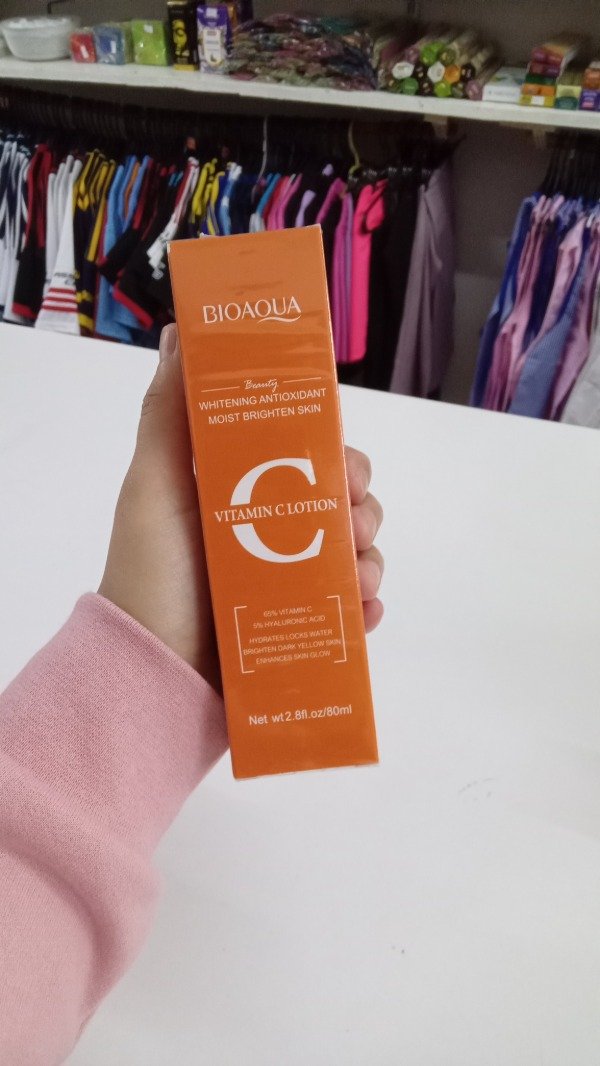 BIOAQUA
Beauty
WHITENING ANTIOXIDANT
MOIST BRIGHTEN SKIN
C
VITAMIN C LOTION
65% VITAMIN C
5% HYALURONIC ACID
HYDRATES LOCKS WATER
BRIGHTEN DARK YELLOW SKIN
ENHANCES SKIN GLOW
Net wt2.8fl.oz/80ml